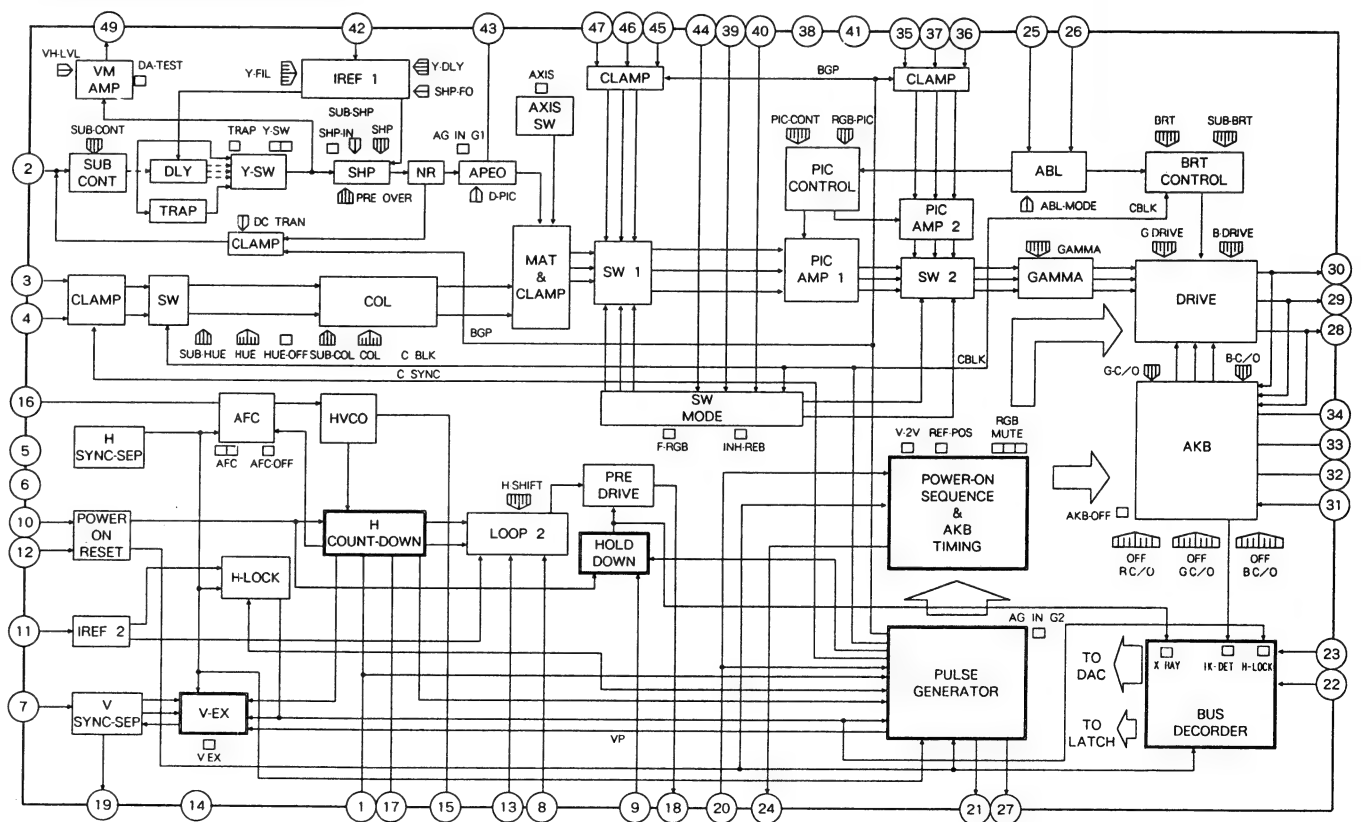 49 42 43 47 46 45 44 39 40 38 41 35 37 36 25 26
VH-LVL
VM
AMP
DA-TEST
Y-FIL
IREF 1
Y-DLY
SHP-FO
SUB-SHP
AXIS
AXIS
SW
CLAMP
BGP
CLAMP
PIC-CONT
RGB-PIC
BRT
SUB-BRT
SUB-CONT
TRAP
Y-SW
SHP-IN
SHP
AG IN G1
2
SUB
CONT
DLY
Y-SW
SHP
NR
APEO
PIC
CONTROL
ABL
BRT
CONTROL
TRAP
PRE OVER
D-PIC
ABL-MODE
CBLK
DC TRAN
CLAMP
PIC
AMP 2
G DRIVE
B-DRIVE
3
4
CLAMP
SW
COL
MAT
&
CLAMP
SW 1
PIC
AMP 1
SW 2
GAMMA
GAMMA
DRIVE
30
29
28
SUB-HUE
HUE
HUE-OFF
SUB-COL
COL
C BLK
BGP
CBLK
C SYNC
G-C/O
B-C/O
16
AFC
HVCO
SW
MODE
F-RGB
INH-REB
V-2V
REF-POS
RGB
MUTE
AKB
34
33
32
31
5
H
SYNC-SEP
AFC
AFC-OFF
6
H SHIFT
PRE
DRIVE
POWER-ON
SEQUENCE
&
AKB
TIMING
AKB-OFF
10
12
POWER
ON
RESET
H
COUNT-DOWN
LOOP 2
HOLD
DOWN
OFF
R C/O
OFF
G C/O
OFF
B C/O
H-LOCK
11
IREF 2
AG IN G2
PULSE
GENERATOR
TO
DAC
TO
LATCH
X RAY
IK-DET
H-LOCK
BUS
DECORDER
23
22
7
V
SYNC-SEP
V-EX
V EX
VP
19 14 1 17 15 13 8 9 18 20 24 21 27